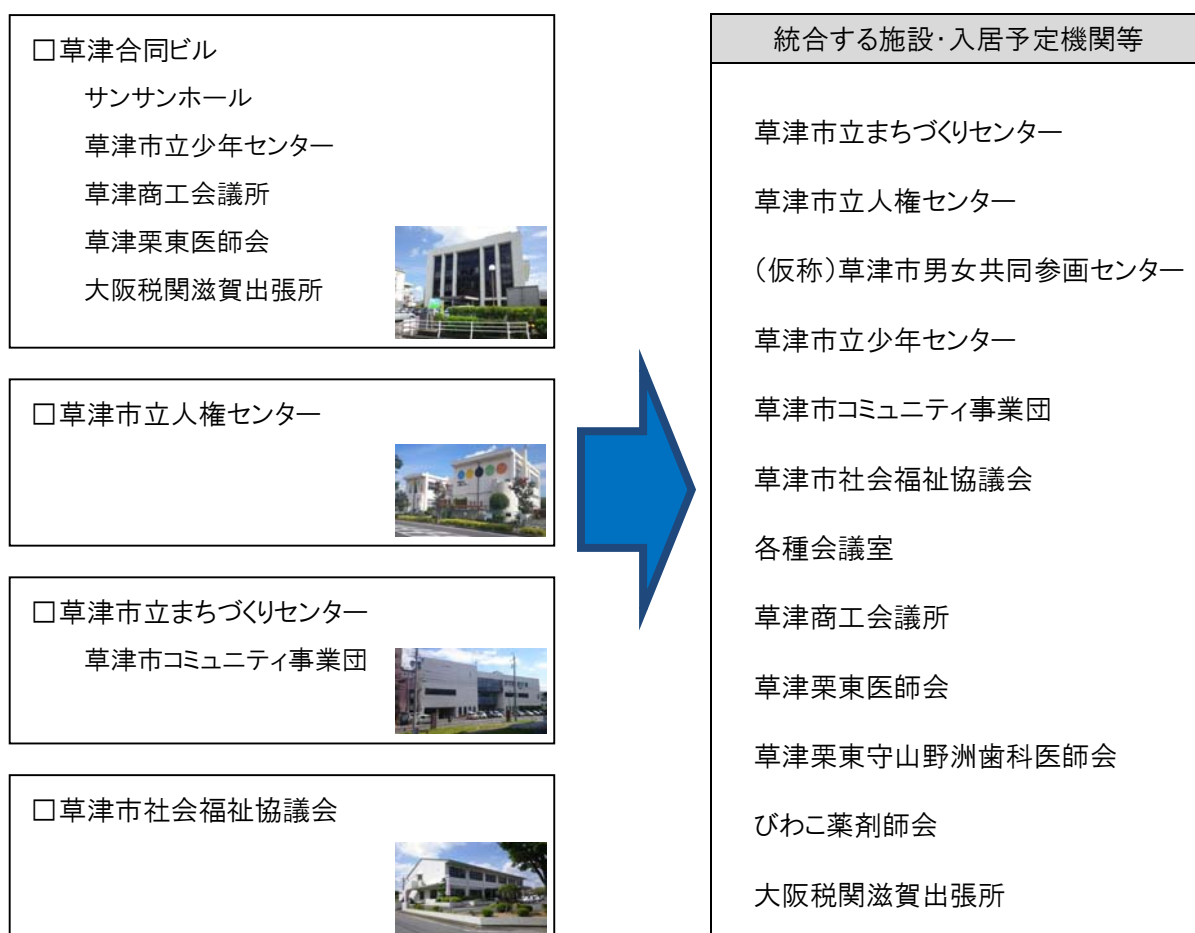 □草津合同ビル
サンサンホール
草津市立少年センター
草津商工会議所
草津栗東医師会
大阪税関滋賀出張所
□草津市立人権センター
□草津市立まちづくりセンター
草津市コミュニティ事業団
□草津市社会福祉協議会
統合する施設・入居予定機関等
草津市立まちづくりセンター
草津市立人権センター
（仮称）草津市男女共同参画センター
草津市立少年センター
草津市コミュニティ事業団
草津市社会福祉協議会
各種会議室
草津商工会議所
草津栗東医師会
草津栗東守山野洲歯科医師会
びわこ薬剤師会
大阪税関滋賀出張所